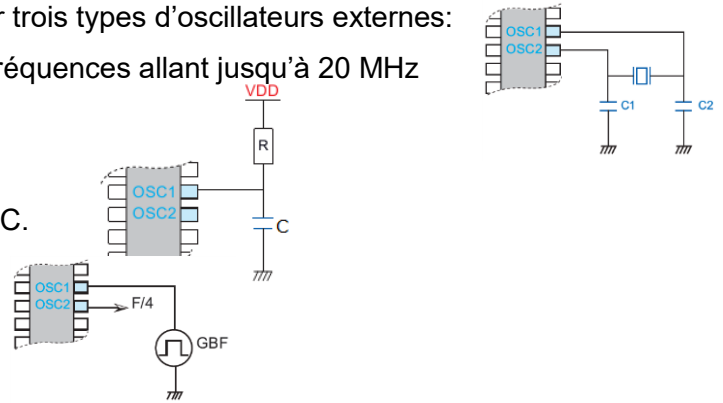 r trois types d’oscillateurs externes:
réquences allant jusqu’à 20 MHz
OSC1
OSC2
C1
C2
VDD
R
OSC1
OSC2
C
C.
OSC1
OSC2
F/4
GBF